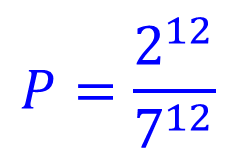 P = 2¹²/7¹²